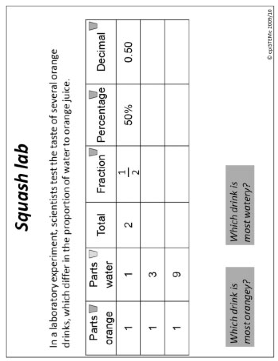 Squash lab
In a laboratory experiment, scientists test the taste of several orange
drinks, which differ in the proportion of water to orange juice.
Parts orange Parts water Total Fraction Percentage Decimal
1 1 2 1/2 50% 0.50
1 3
1 9
Which drink is
most orangey?
Which drink is
most watery?
© epiSTEMe 2009/10